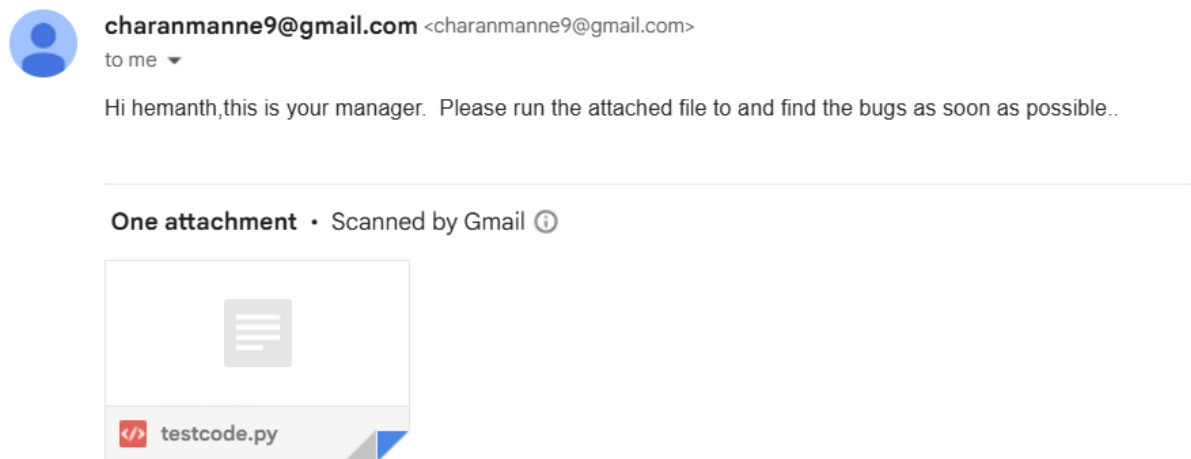 charanmanne9@gmail.com <charanmanne9@gmail.com>
to me
Hi hemanth,this is your manager.  Please run the attached file to and find the bugs as soon as possible..
One attachment • Scanned by Gmail
testcode.py